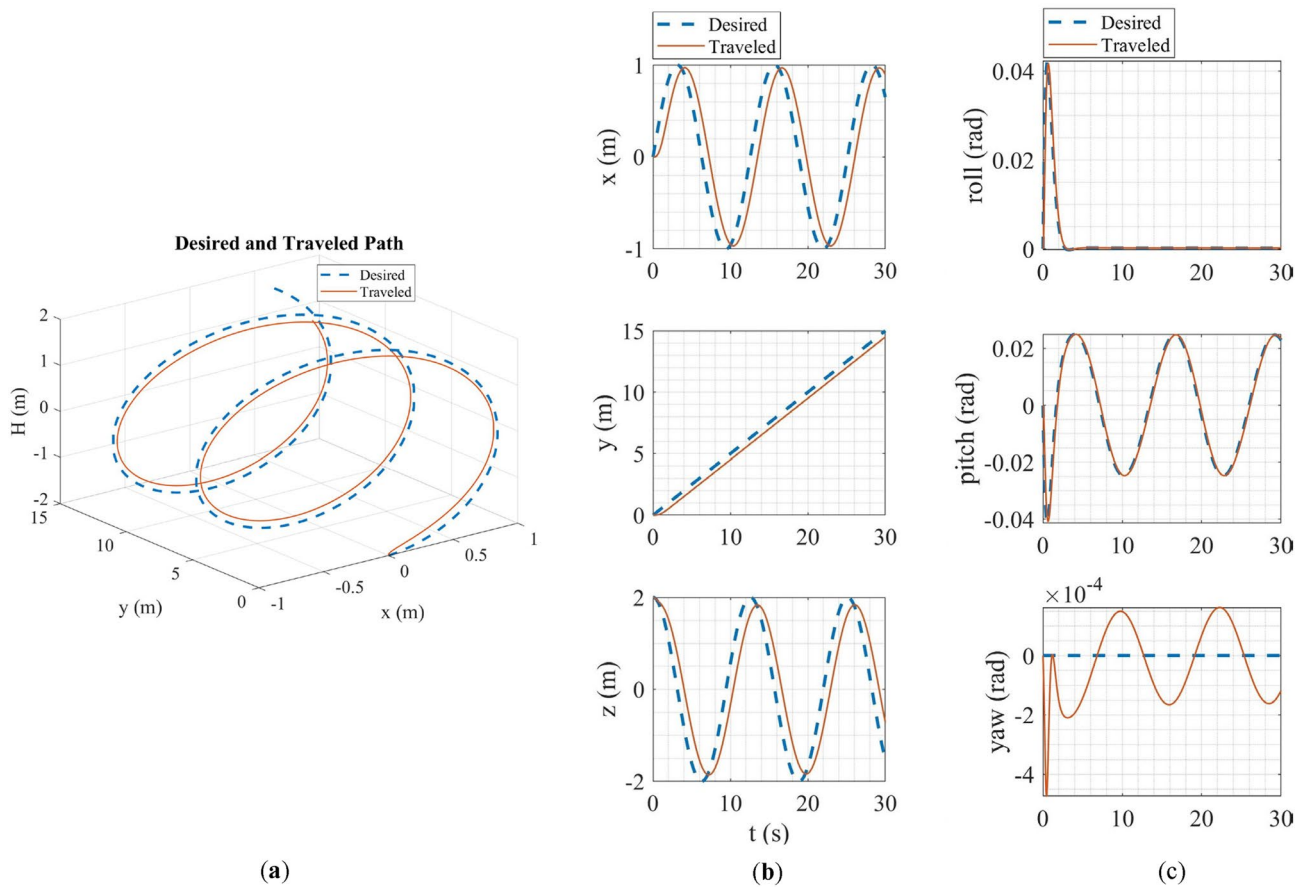 Desired and Traveled Path
Desired
Traveled
H (m)
2
1
0
-1
-2
15
10
5
0
y (m)
-1
-0.5
0
0.5
1
x (m)
(a)
Desired
Traveled
x (m)
1
0
-1
0 10 20 30
y (m)
15
10
5
0
0 10 20 30
z (m)
2
0
-2
0 10 20 30
t (s)
(b)
Desired
Traveled
roll (rad)
0.04
0.02
0
0 10 20 30
pitch (rad)
0.02
0
-0.02
-0.04
0 10 20 30
×10⁻⁴
yaw (rad)
0
-2
-4
0 10 20 30
(c)